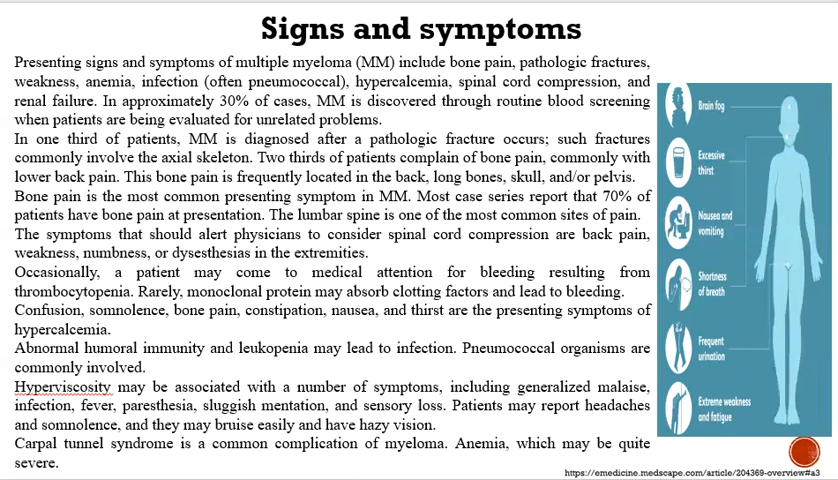 Signs and symptoms
Presenting signs and symptoms of multiple myeloma (MM) include bone pain, pathologic fractures,
weakness, anemia, infection (often pneumococcal), hypercalcemia, spinal cord compression, and
renal failure. In approximately 30% of cases, MM is discovered through routine blood screening
when patients are being evaluated for unrelated problems.
In one third of patients, MM is diagnosed after a pathologic fracture occurs; such fractures
commonly involve the axial skeleton. Two thirds of patients complain of bone pain, commonly with
lower back pain. This bone pain is frequently located in the back, long bones, skull, and/or pelvis.
Bone pain is the most common presenting symptom in MM. Most case series report that 70% of
patients have bone pain at presentation. The lumbar spine is one of the most common sites of pain.
The symptoms that should alert physicians to consider spinal cord compression are back pain,
weakness, numbness, or dysesthesias in the extremities.
Occasionally, a patient may come to medical attention for bleeding resulting from
thrombocytopenia. Rarely, monoclonal protein may absorb clotting factors and lead to bleeding.
Confusion, somnolence, bone pain, constipation, nausea, and thirst are the presenting symptoms of
hypercalcemia.
Abnormal humoral immunity and leukopenia may lead to infection. Pneumococcal organisms are
commonly involved.
Hyperviscosity may be associated with a number of symptoms, including generalized malaise,
infection, fever, paresthesia, sluggish mentation, and sensory loss. Patients may report headaches
and somnolence, and they may bruise easily and have hazy vision.
Carpal tunnel syndrome is a common complication of myeloma. Anemia, which may be quite
severe.
Brain fog
Excessive
thirst
Nausea and
vomiting
Shortness
of breath
Frequent
urination
Extreme weakness
and fatigue
https://emedicine.medscape.com/article/204369-overview#a3